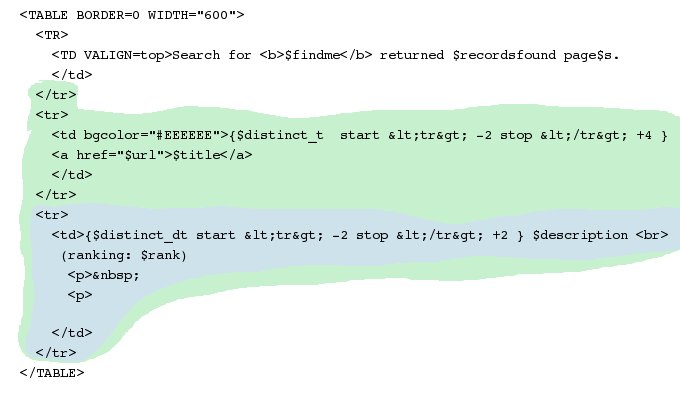 <TABLE BORDER=0 WIDTH="600">
<TR>
<TD VALIGN=top>Search for <b>$findme</b> returned $recordsfound page$s.
</td>
</tr>
<tr>
<td bgcolor="#EEEEEE">{$distinct_t  start &lt;tr&gt; -2 stop &lt;/tr&gt; +4 }
<a href="$url">$title</a>
</td>
</tr>
<tr>
<td>{$distinct_dt start &lt;tr&gt; -2 stop &lt;/tr&gt; +2 } $description <br>
(ranking: $rank)
<p>&nbsp;
<p>
</td>
</tr>
</TABLE>